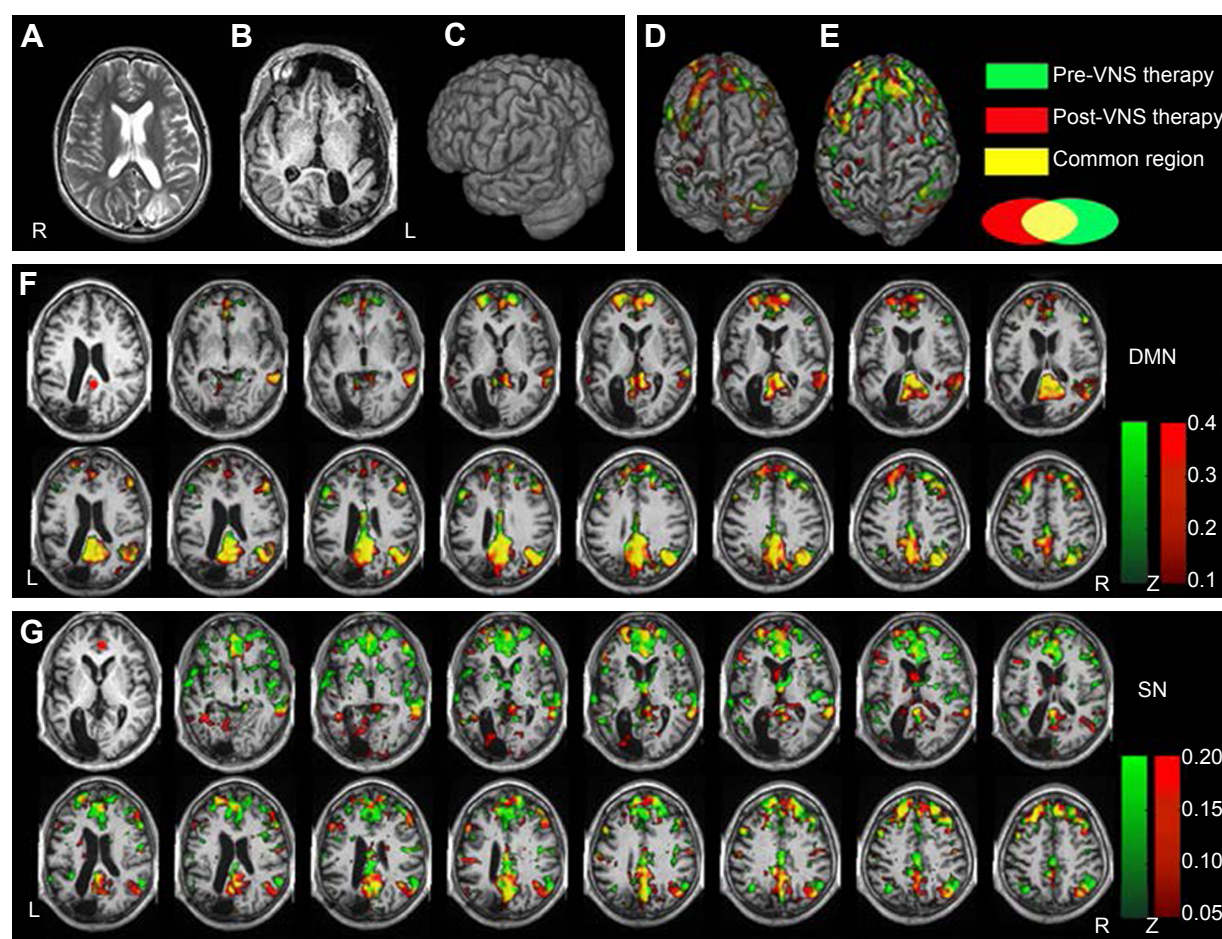 A
B
C
R
L
D
E
Pre-VNS therapy
Post-VNS therapy
Common region
F
DMN
0.4
0.3
0.2
0.1
L
R
Z
G
SN
0.20
0.15
0.10
0.05
L
R
Z